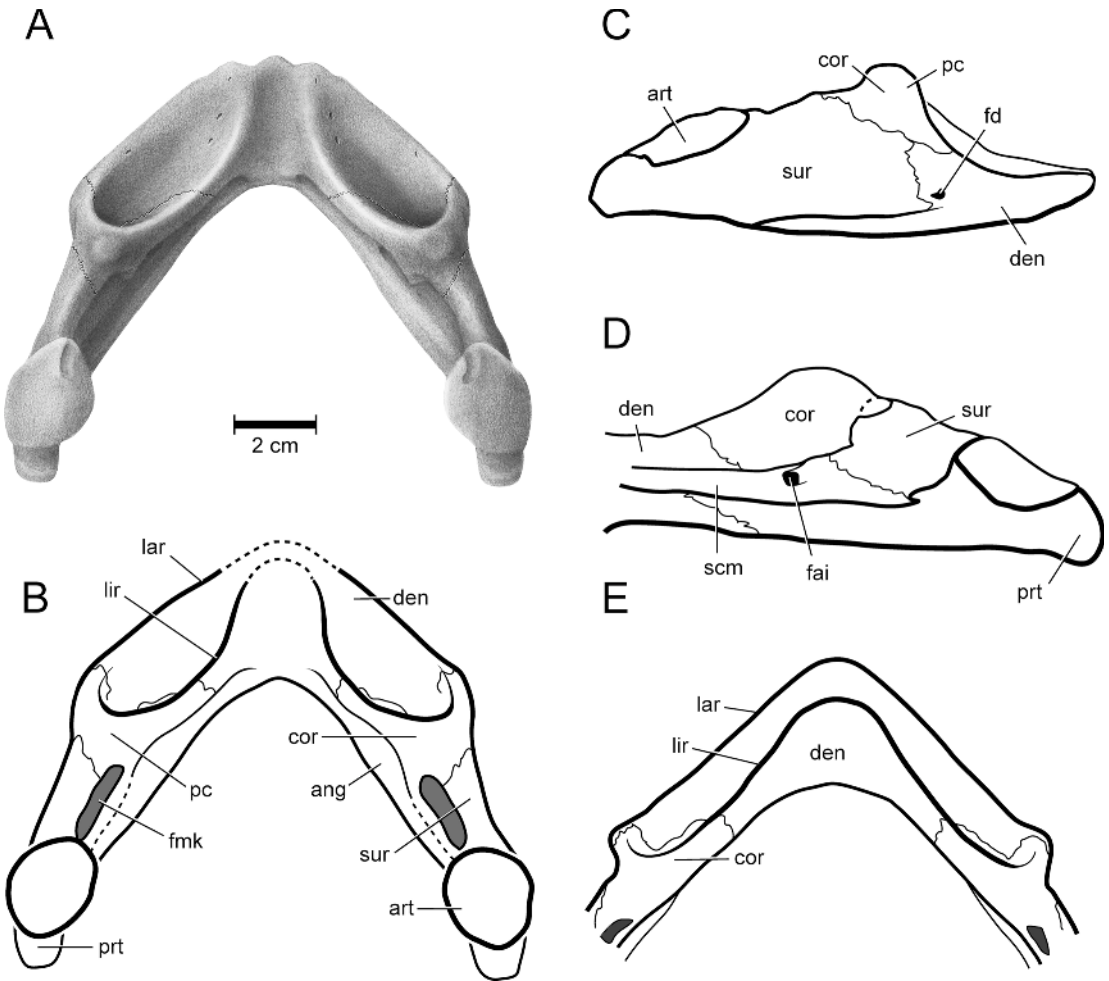 A
2 cm
B
lar
lir
den
cor
pc
ang
fmk
sur
art
prt
C
cor
pc
art
fd
sur
den
D
den
cor
sur
scm
fai
prt
E
lar
lir
den
cor